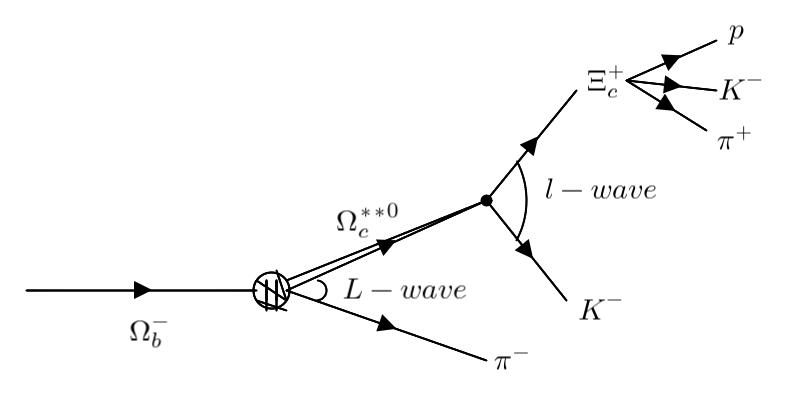 p
Ξ_c^+
K^-
π^+
l − wave
Ω_c^{**0}
L − wave
K^-
Ω_b^-
π^-